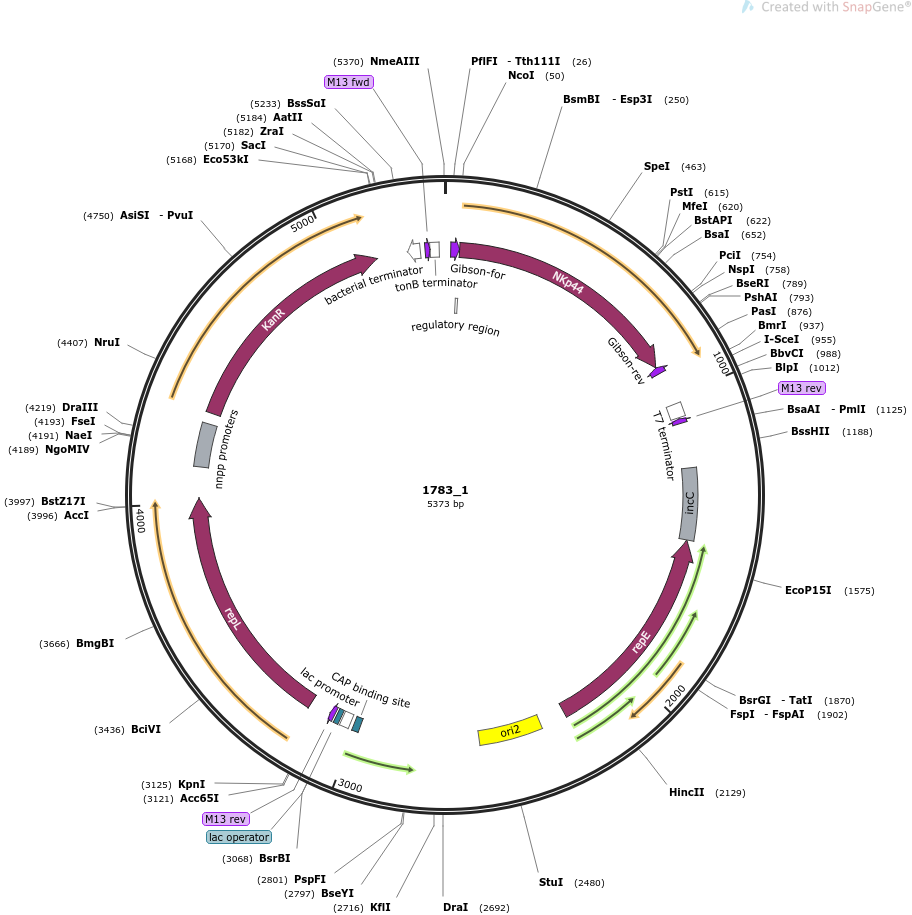 Created with SnapGene®
(5370) NmeAIII
M13 fwd
(5233) BssSαI
(5184) AatII
(5182) ZraI
(5170) SacI
(5168) Eco53kI
(4750) AsiSI - PvuI
(4407) NruI
(4219) DraIII
(4193) FseI
(4191) NaeI
(4189) NgoMIV
(3997) BstZ17I
(3996) AccI
(3666) BmgBI
(3436) BciVI
(3125) KpnI
(3121) Acc65I
M13 rev
lac operator
(3068) BsrBI
(2801) PspFI
(2797) BseYI
(2716) KflI
DraI (2692)
StuI (2480)
HincII (2129)
FspI - FspAI (1902)
BsrGI - TatI (1870)
EcoP15I (1575)
BssHII (1188)
BsaAI - PmlI (1125)
M13 rev
BlpI (1012)
BbvCI (988)
I-SceI (955)
BmrI (937)
PasI (876)
PshAI (793)
BseRI (789)
NspI (758)
PciI (754)
BsaI (652)
BstAPI (622)
MfeI (620)
PstI (615)
SpeI (463)
BsmBI - Esp3I (250)
NcoI (50)
PflFI - Tth111I (26)
1000
2000
3000
4000
5000
bacterial terminator
tonB terminator
Gibson-for
regulatory region
NKp44
Gibson-rev
T7 terminator
incC
repE
ori2
CAP binding site
lac promoter
repL
nnpp promoters
KanR
1783_1
5373 bp